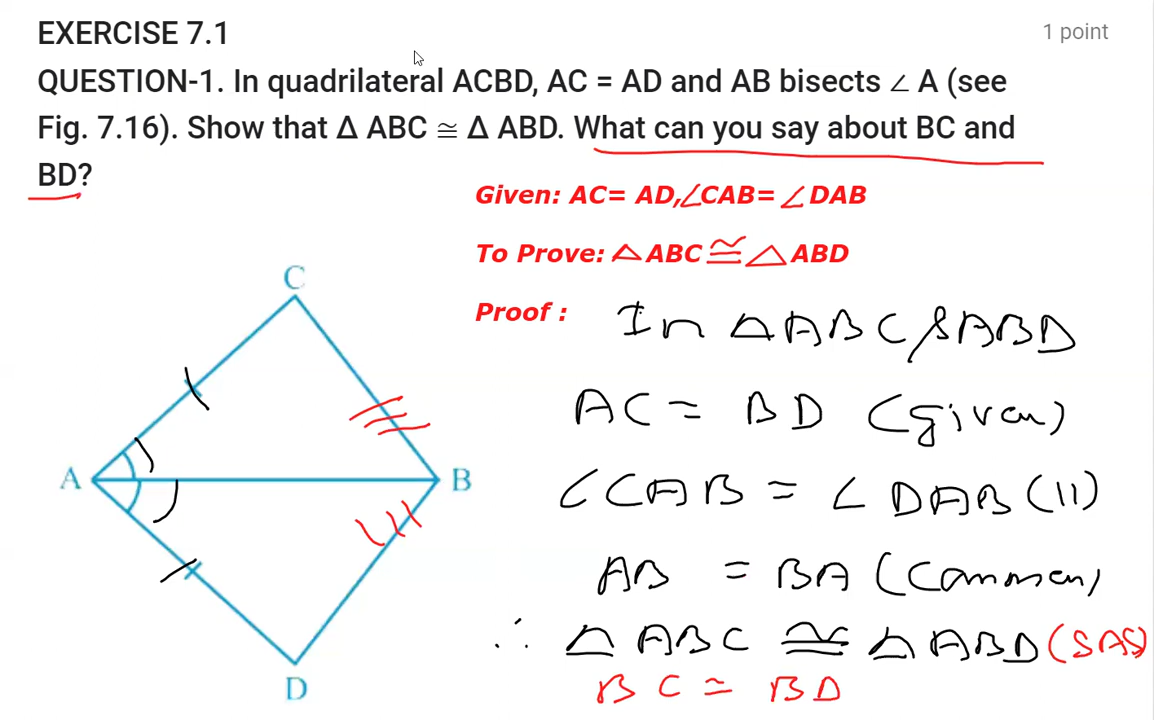 EXERCISE 7.1
1 point
QUESTION-1. In quadrilateral ACBD, AC = AD and AB bisects ∠ A (see
Fig. 7.16). Show that Δ ABC ≅ Δ ABD. What can you say about BC and
BD?
Given: AC= AD,∠CAB= ∠DAB
To Prove: △ABC ≅ △ABD
Proof :
In △ABC & ABD
AC = BD (given)
∠CAB = ∠DAB (11)
AB = BA (Common)
∴ △ABC ≅ △ABD (SAS)
BC = BD
C
A
B
D